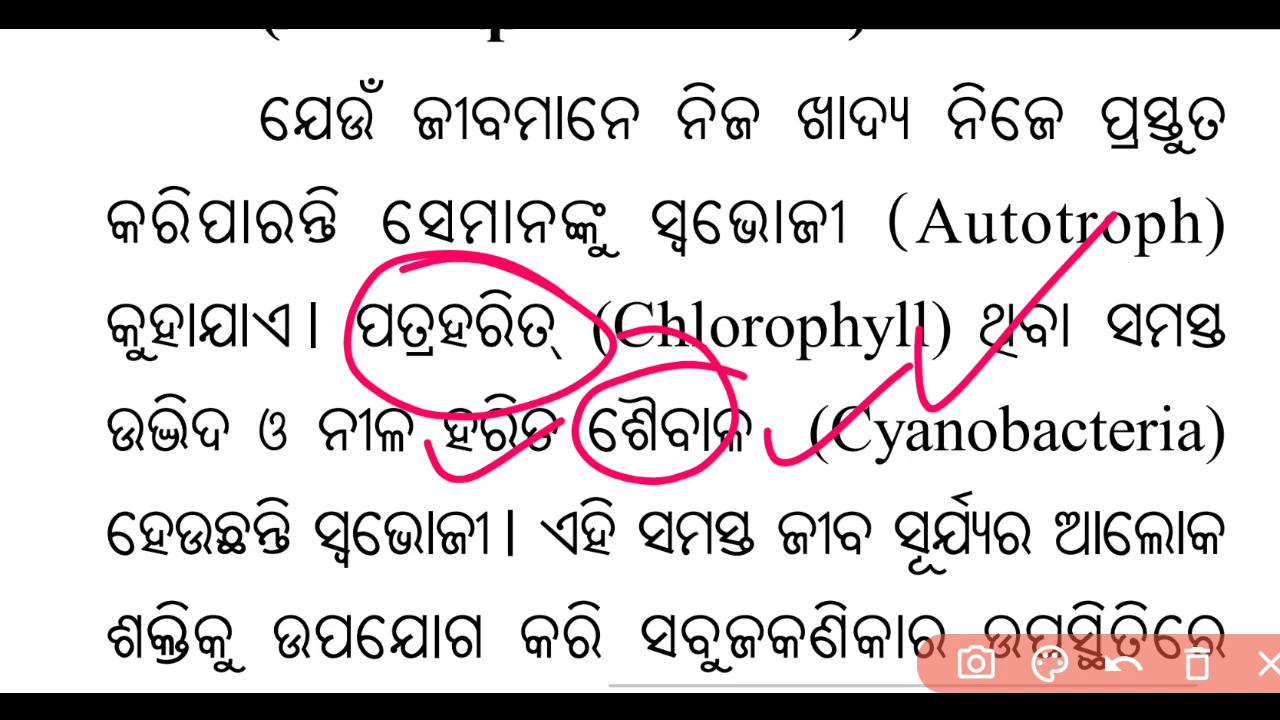 ଯେଉଁ ଜୀବମାନେ ନିଜ ଖାଦ୍ୟ ନିଜେ ପ୍ରସ୍ତୁତ
କରିପାରନ୍ତି ସେମାନଙ୍କୁ ସ୍ୱଭୋଜୀ (Autotroph)
କୁହାଯାଏ। ପତ୍ରହରିତ୍ (Chlorophyll) ଥିବା ସମସ୍ତ
ଉଦ୍ଭିଦ ଓ ନୀଳ ହରିତ ଶୈବାଳ (Cyanobacteria)
ହେଉଛନ୍ତି ସ୍ୱଭୋଜୀ। ଏହି ସମସ୍ତ ଜୀବ ସୂର୍ଯ୍ୟର ଆଲୋକ
ଶକ୍ତିକୁ ଉପଯୋଗ କରି ସବୁଜକଣିକାର ଉପସ୍ଥିତିରେ